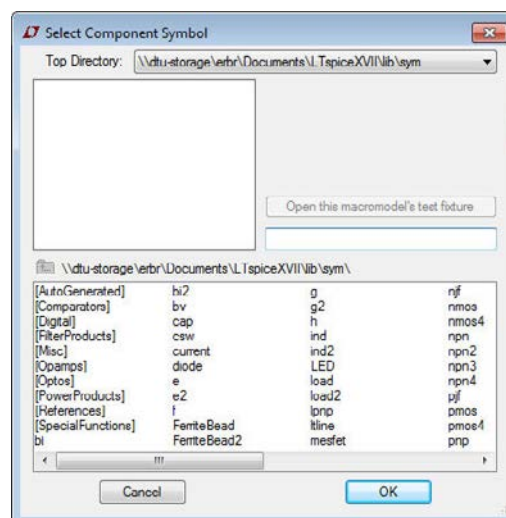 Select Component Symbol
Top Directory: \\dtu-storage\erbr\Documents\LTspiceXVII\lib\sym
Open this macromodel's test fixture
\\dtu-storage\erbr\Documents\LTspiceXVII\lib\sym\
[AutoGenerated] bi2 g njf
[Comparators] bv g2 nmos
[Digital] cap h nmos4
[FilterProducts] csw ind npn
[Misc] current ind2 npn2
[Opamps] diode LED npn3
[Optos] e load npn4
[PowerProducts] e2 load2 pjf
[References] f lpnp pmos
[SpecialFunctions] FerriteBead ltline pmos4
bi FerriteBead2 mesfet pnp
Cancel OK